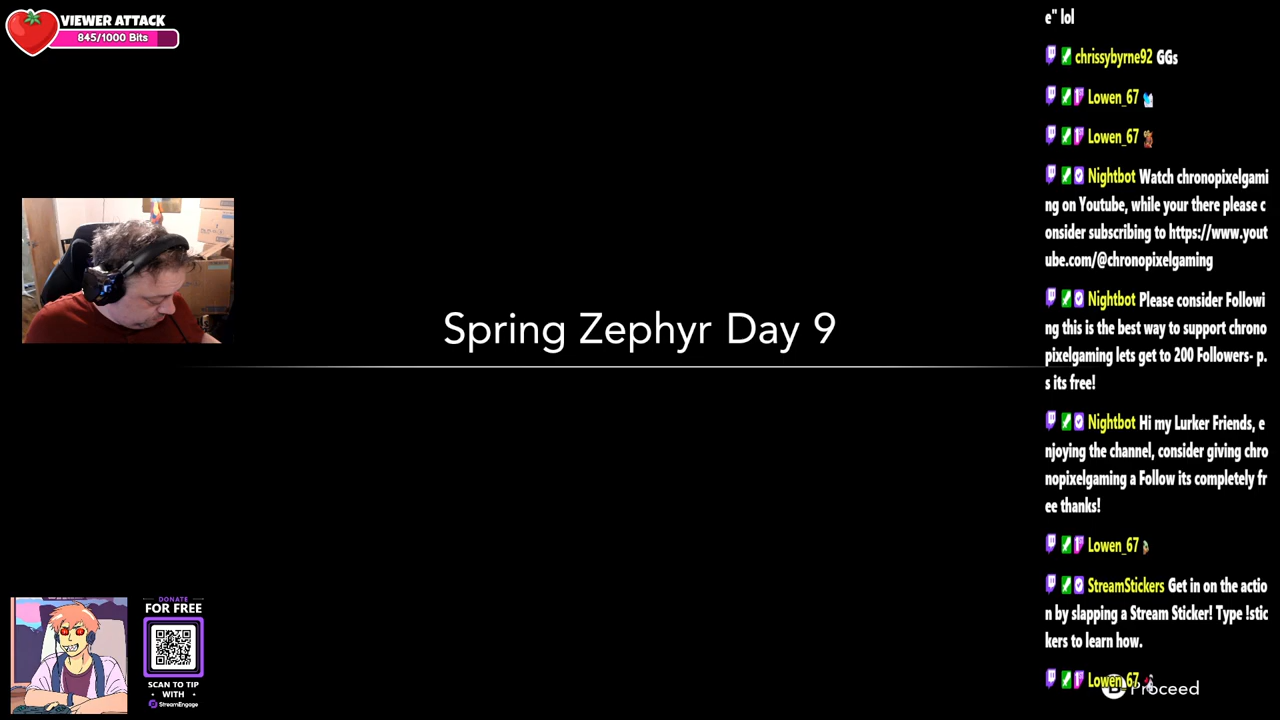 VIEWER ATTACK
845/1000 Bits
Spring Zephyr Day 9
DONATE
FOR FREE
SCAN TO TIP
• WITH •
StreamEngage
e" lol
chrissybyrne92 GGs
Lowen_67
Lowen_67
Nightbot Watch chronopixelgami
ng on Youtube, while your there please c
onsider subscribing to https://www.yout
ube.com/@chronopixelgaming
Nightbot Please consider Followi
ng this is the best way to support chrono
pixelgaming lets get to 200 Followers- p.
s its free!
Nightbot Hi my Lurker Friends, e
njoying the channel, consider giving chro
nopixelgaming a Follow its completely fr
ee thanks!
Lowen_67
StreamStickers Get in on the actio
n by slapping a Stream Sticker! Type !stic
kers to learn how.
Lowen_67
Proceed